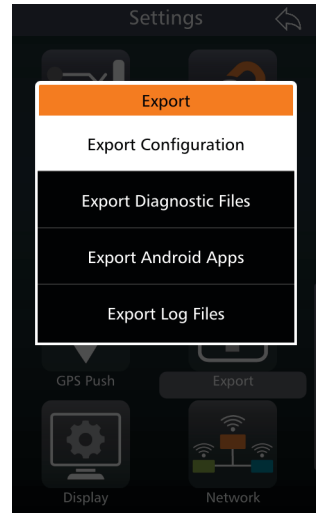 Settings
Export
Export Configuration
Export Diagnostic Files
Export Android Apps
Export Log Files
GPS Push
Export
Display
Network